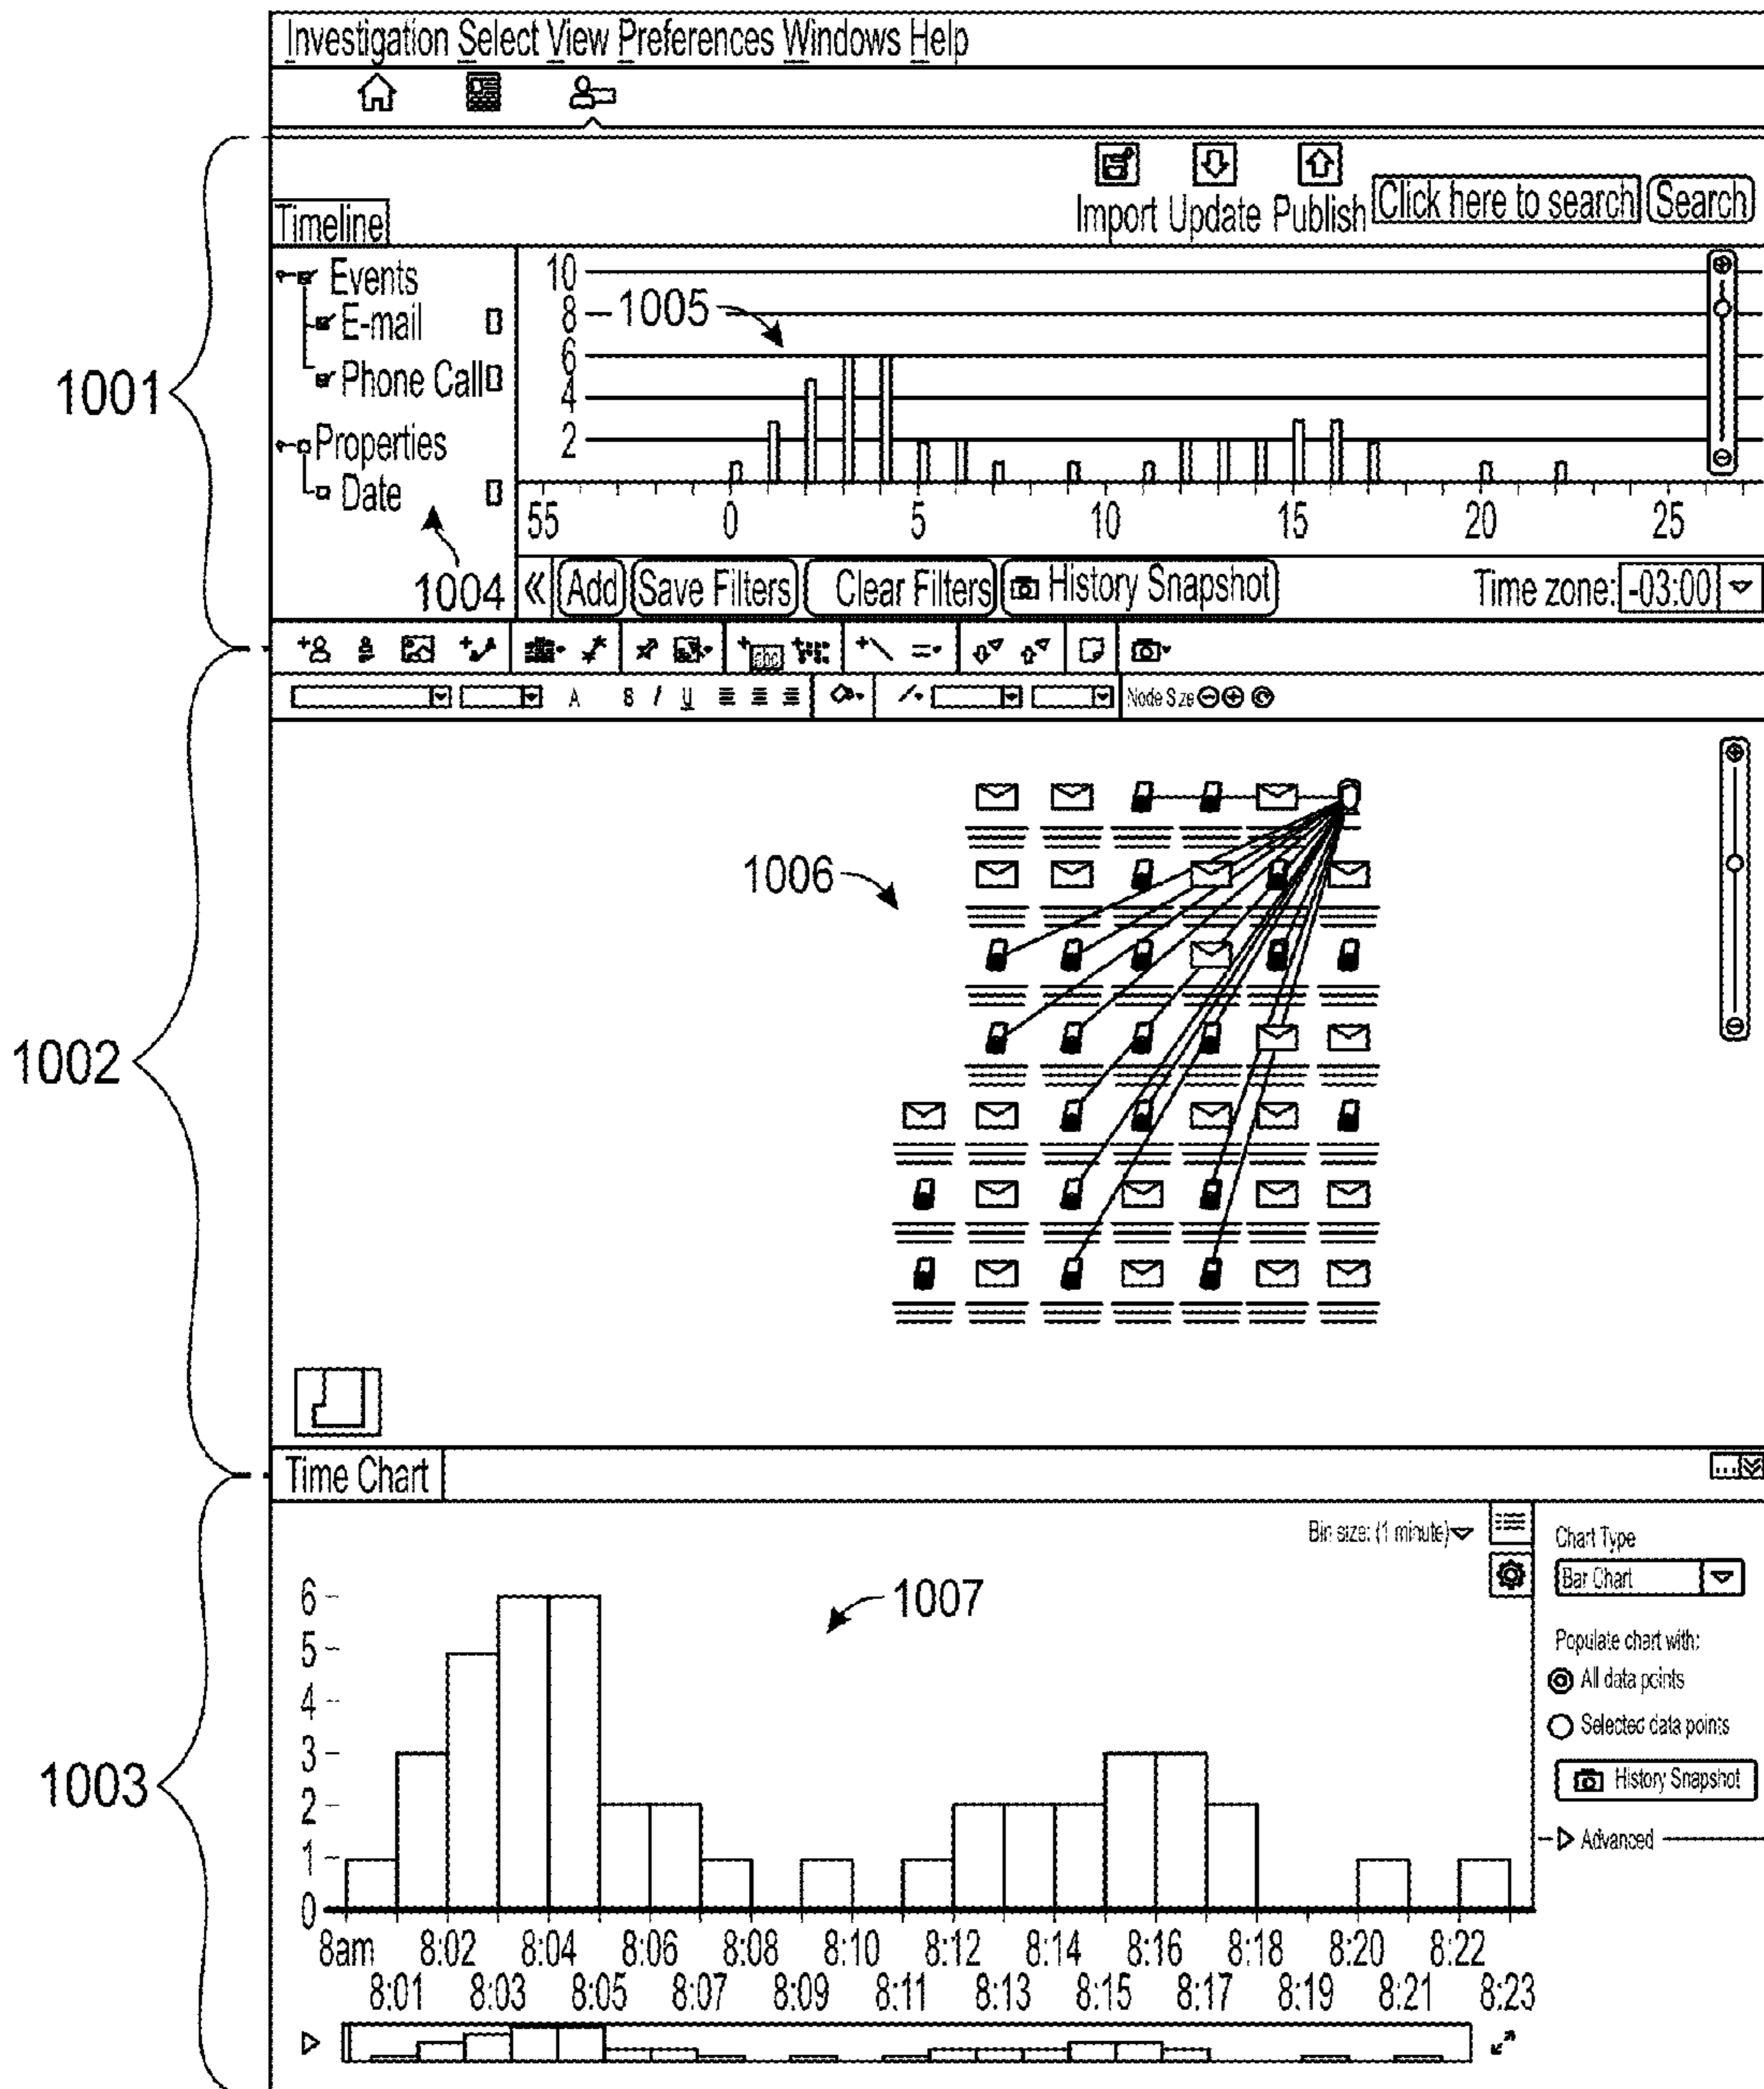 Investigation Select View Preferences Windows Help
Import Update Publish Click here to search Search
Timeline
Events
E-mail
Phone Call
Properties
Date
1004
10
8
6
4
2
1005
55 0 5 10 15 20 25
« Add Save Filters Clear Filters History Snapshot Time zone: -03:00
1001
abc
A B I U Node Size
1006
1002
Time Chart
Bin size: (1 minute)
Chart Type
Bar Chart
Populate chart with:
All data points
Selected data points
History Snapshot
Advanced
1007
6
5
4
3
2
1
0
8am 8:02 8:04 8:06 8:08 8:10 8:12 8:14 8:16 8:18 8:20 8:22
8:01 8:03 8:05 8:07 8:09 8:11 8:13 8:15 8:17 8:19 8:21 8:23
1003